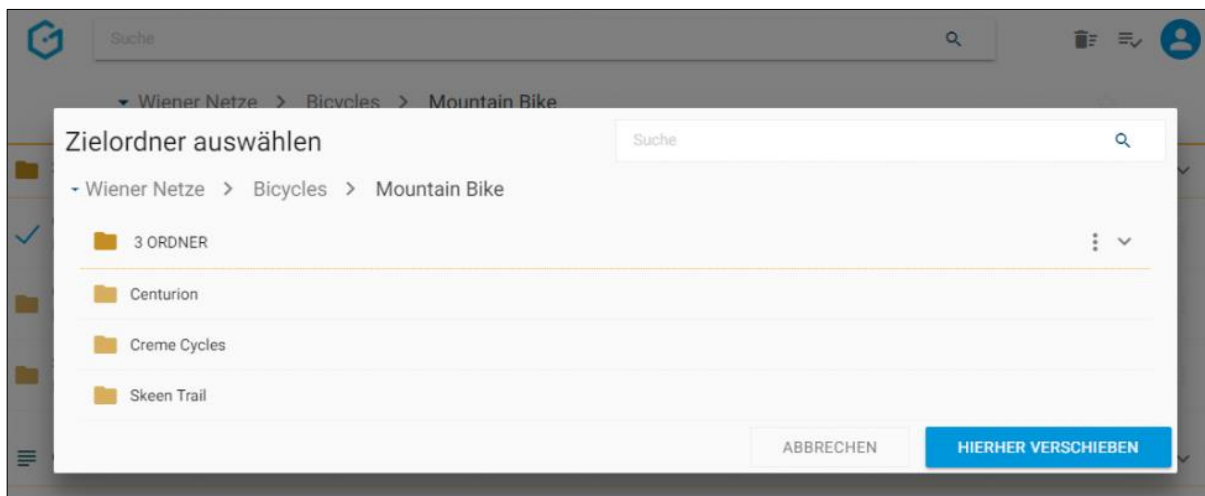 Suche
Wiener Netze > Bicycles > Mountain Bike
Zielordner auswählen
Suche
Wiener Netze > Bicycles > Mountain Bike
3 ORDNER
Centurion
Creme Cycles
Skeen Trail
ABBRECHEN
HIERHER VERSCHIEBEN